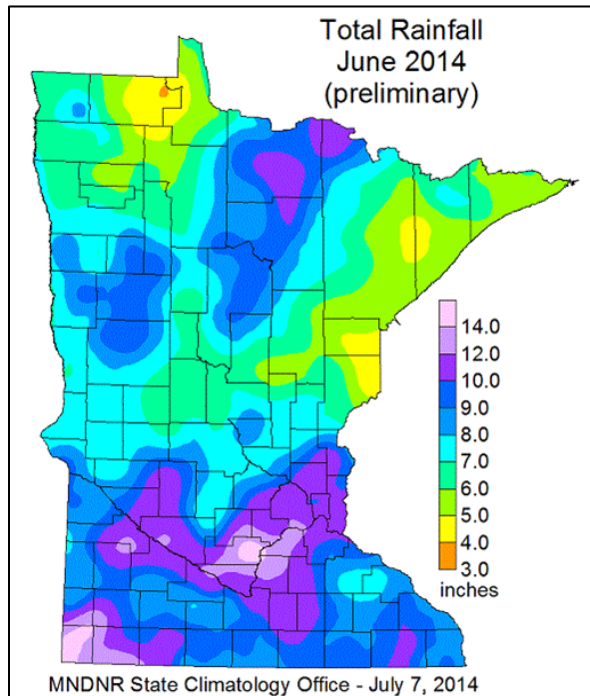 Total Rainfall
June 2014
(preliminary)
14.0
12.0
10.0
9.0
8.0
7.0
6.0
5.0
4.0
3.0
inches
MNDNR State Climatology Office - July 7, 2014